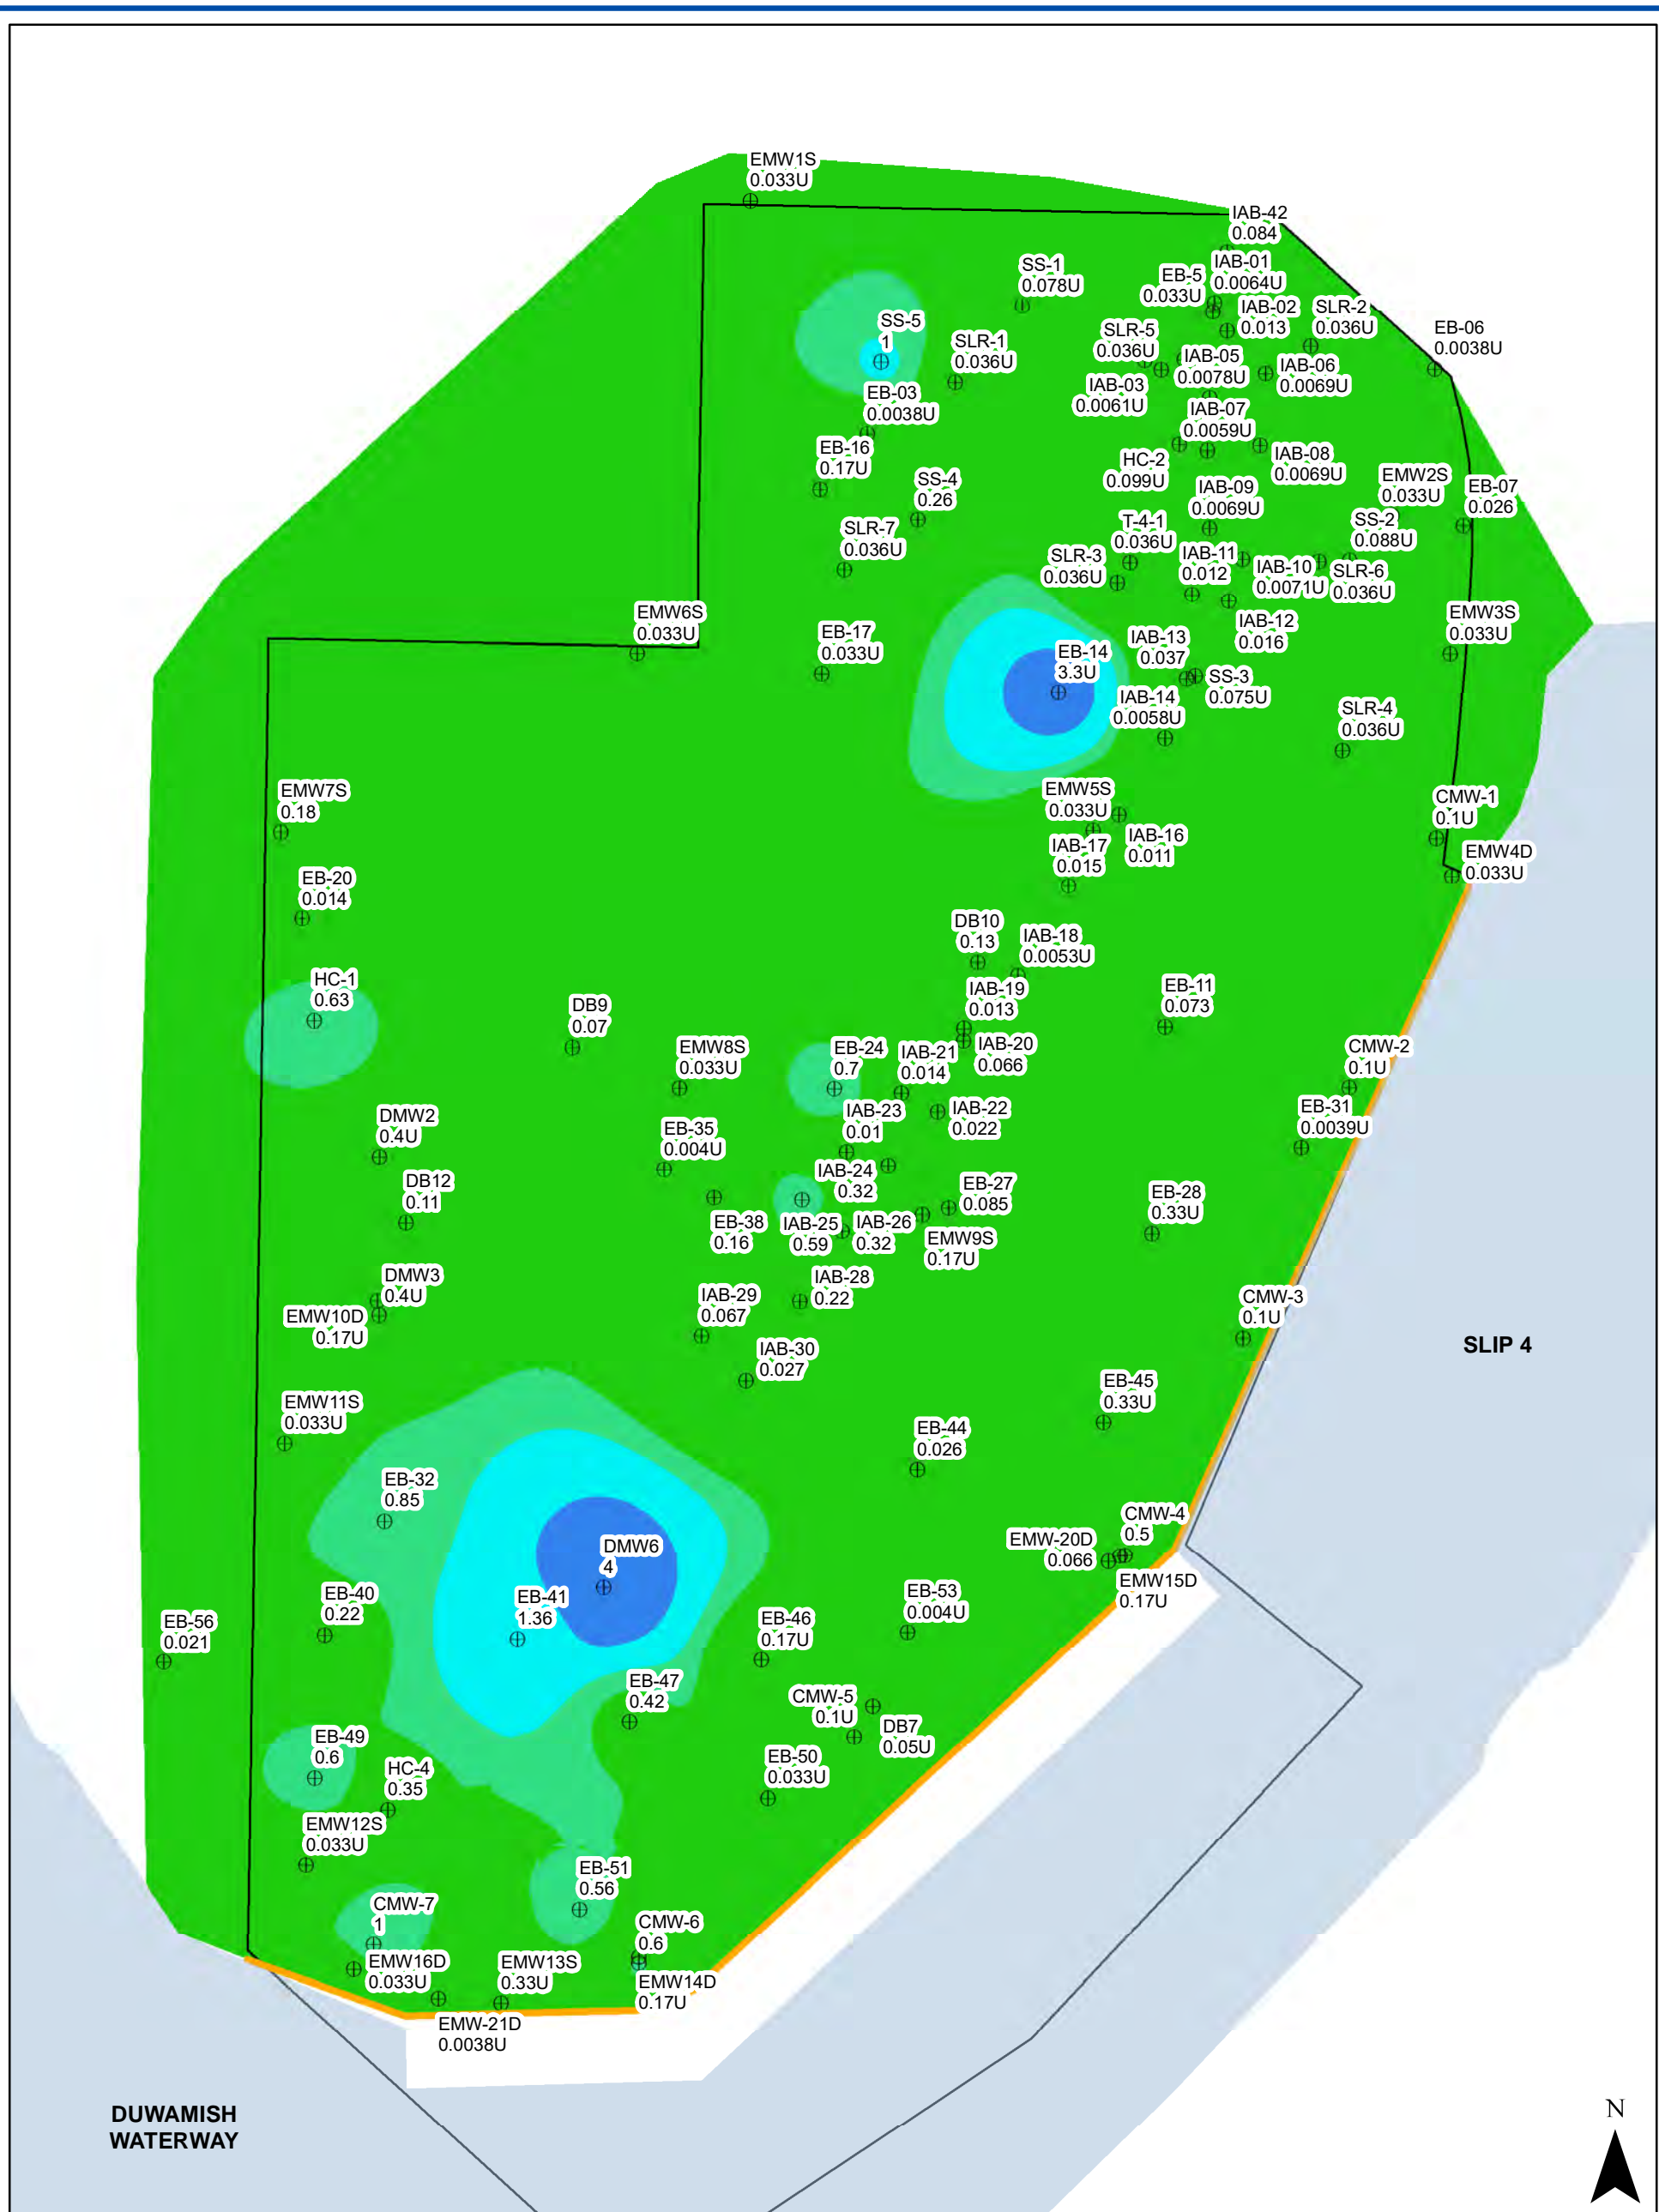 EMW1S
0.033U
IAB-42
0.084
SS-1
0.078U
EB-5
0.033U
IAB-01
0.0064U
IAB-02
0.013
SLR-2
0.036U
EB-06
0.0038U
SS-5
1
SLR-1
0.036U
SLR-5
0.036U
IAB-05
0.0078U
IAB-06
0.0069U
IAB-03
0.0061U
EB-03
0.0038U
IAB-07
0.0059U
EB-16
0.17U
HC-2
0.099U
IAB-08
0.0069U
SS-4
0.26
IAB-09
0.0069U
EMW2S
0.033U
EB-07
0.026
SLR-7
0.036U
T-4-1
0.036U
SS-2
0.088U
SLR-3
0.036U
IAB-11
0.012
IAB-10
0.0071U
SLR-6
0.036U
EMW6S
0.033U
EB-17
0.033U
EB-14
3.3U
IAB-13
0.037
IAB-12
0.016
EMW3S
0.033U
SS-3
0.075U
IAB-14
0.0058U
SLR-4
0.036U
EMW7S
0.18
EMW5S
0.033U
CMW-1
0.1U
IAB-17
0.015
IAB-16
0.011
EMW4D
0.033U
EB-20
0.014
DB10
0.13
IAB-18
0.0053U
HC-1
0.63
DB9
0.07
IAB-19
0.013
EB-11
0.073
EMW8S
0.033U
EB-24
0.7
IAB-21
0.014
IAB-20
0.066
CMW-2
0.1U
DMW2
0.4U
EB-35
0.004U
IAB-23
0.01
IAB-22
0.022
EB-31
0.0039U
DB12
0.11
IAB-24
0.32
EB-27
0.085
EB-28
0.33U
EB-38
0.16
IAB-25
0.59
IAB-26
0.32
EMW9S
0.17U
DMW3
0.4U
EMW10D
0.17U
IAB-29
0.067
IAB-28
0.22
CMW-3
0.1U
SLIP 4
IAB-30
0.027
EMW11S
0.033U
EB-45
0.33U
EB-44
0.026
EB-32
0.85
CMW-4
0.5
EMW-20D
0.066
DMW6
4
EMW15D
0.17U
EB-40
0.22
EB-41
1.36
EB-53
0.004U
EB-56
0.021
EB-46
0.17U
EB-47
0.42
CMW-5
0.1U
DB7
0.05U
EB-49
0.6
HC-4
0.35
EB-50
0.033U
EMW12S
0.033U
EB-51
0.56
CMW-7
1
CMW-6
0.6
EMW16D
0.033U
EMW13S
0.33U
EMW14D
0.17U
EMW-21D
0.0038U
DUWAMISH
WATERWAY
N